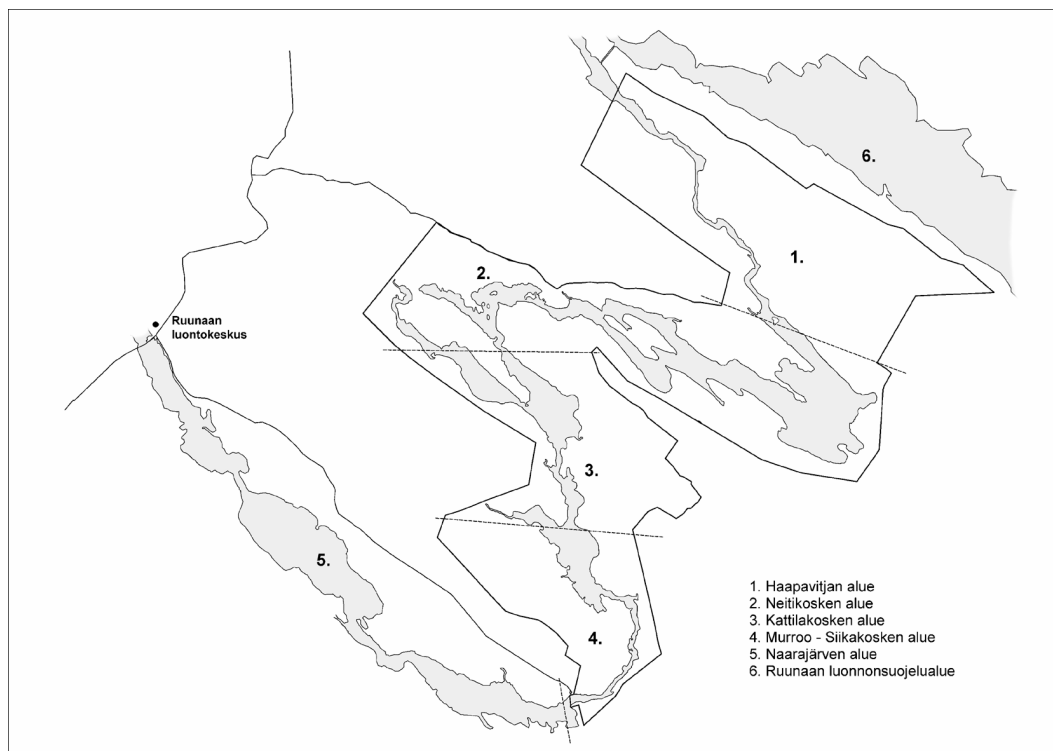 6.
1.
2.
Ruunaan
luontokeskus
3.
5.
4.
1. Haapavitjan alue
2. Neitikosken alue
3. Kattilakosken alue
4. Murroo - Siikakosken alue
5. Naarajärven alue
6. Ruunaan luonnonsuojelualue